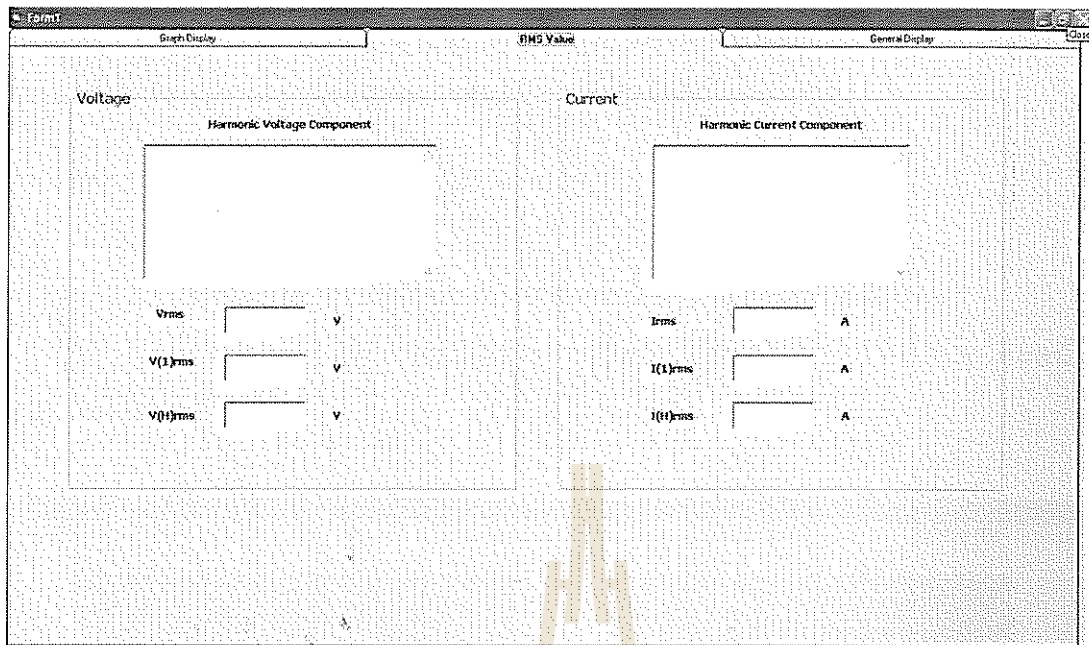 Form1
Graph Display RMS Value General Display Close
Voltage
Harmonic Voltage Component
Vrms V
V(1)rms V
V(H)rms V
Current
Harmonic Current Component
Irms A
I(1)rms A
I(H)rms A